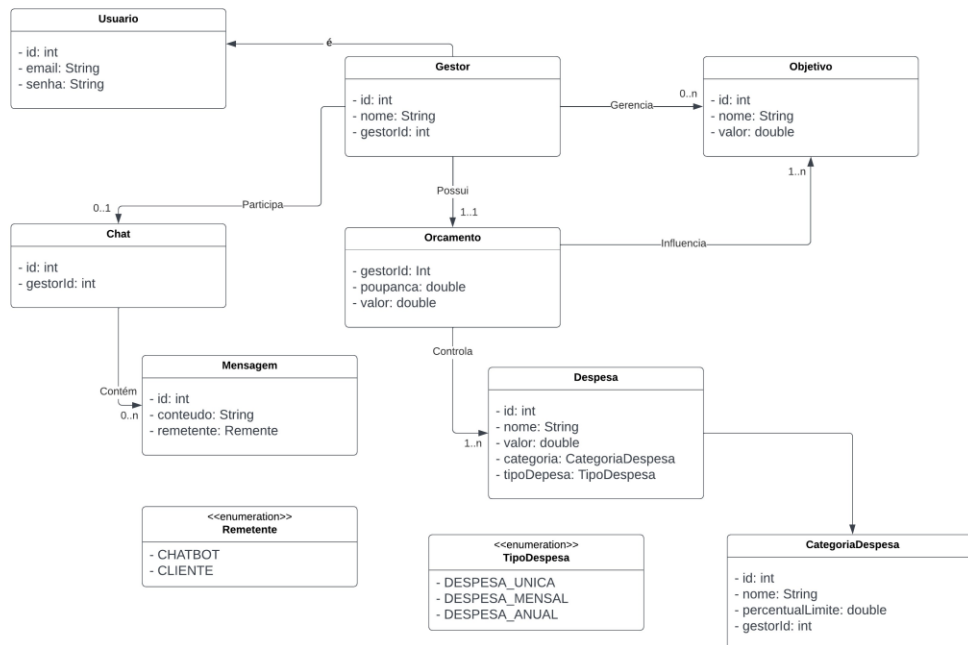 Usuario
- id: int
- email: String
- senha: String
é
Gestor
- id: int
- nome: String
- gestorId: int
Gerencia
0..n
Objetivo
- id: int
- nome: String
- valor: double
Participa
0..1
Possui
1..1
1..n
Chat
- id: int
- gestorId: int
Orcamento
- gestorId: Int
- poupanca: double
- valor: double
Influencia
Contém
0..n
Mensagem
- id: int
- conteudo: String
- remetente: Remente
Controla
1..n
Despesa
- id: int
- nome: String
- valor: double
- categoria: CategoriaDespesa
- tipoDepesa: TipoDespesa
<<enumeration>>
Remetente
- CHATBOT
- CLIENTE
<<enumeration>>
TipoDespesa
- DESPESA_UNICA
- DESPESA_MENSAL
- DESPESA_ANUAL
CategoriaDespesa
- id: int
- nome: String
- percentualLimite: double
- gestorId: int